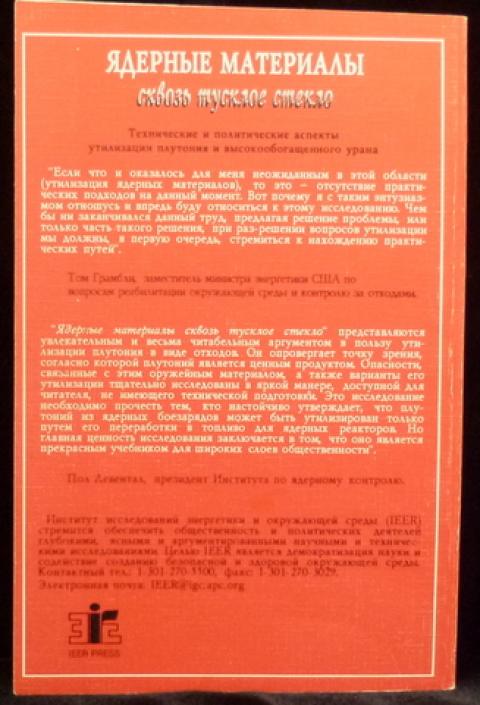 ЯДЕРНЫЕ МАТЕРИАЛЫ
сквозь тусклое стекло
Технические и политические аспекты
утилизации плутония и высокообогащенного урана
"Если что и оказалось для меня неожиданным в этой области
(утилизация ядерных материалов), то это – отсутствие практи-
ческих подходов на данный момент. Вот почему я с таким энтузиаз-
мом отношусь и впредь буду относиться к этому исследованию. Чем
бы ни заканчивался данный труд, предлагая решение проблемы, или
только часть такого решения, при раз-решении вопросов утилизации
мы должны, в первую очередь, стремиться к нахождению практи-
ческих путей".
Том Грамбли, заместитель министра энергетики США по
вопросам реабилитации окружающей среды и контролю за отходами.
"Ядерные материалы сквозь тусклое стекло" представляются
увлекательным и весьма читабельным аргументом в пользу ути-
лизации плутония в виде отходов. Он опровергает точку зрения,
согласно которой плутоний является ценным продуктом. Опасности,
связанные с этим оружейным материалом, а также варианты его
утилизации тщательно исследованы в яркой манере, доступной для
читателя, не имеющего технической подготовки. Это исследование
необходимо прочесть тем, кто настойчиво утверждает, что плу-
тоний из ядерных боезарядов может быть утилизирован только
путем его переработки в топливо для ядерных реакторов. Но
главная ценность исследования заключается в том, что оно является
прекрасным учебником для широких слоев общественности".
Пол Левентал, президент Института по ядерному контролю.
Институт исследований энергетики и окружающей среды (IEER)
стремится обеспечить общественность и политических деятелей
глубокими, ясными и аргументированными научными и техничес-
кими исследованиями. Целью IEER является демократизация науки и
содействие созданию безопасной и здоровой окружающей среды.
Контактный тел.: 1-301-270-5500, факс: 1-301-270-3029.
Электронная почта: IEER@igc.apc.org
IEER PRESS